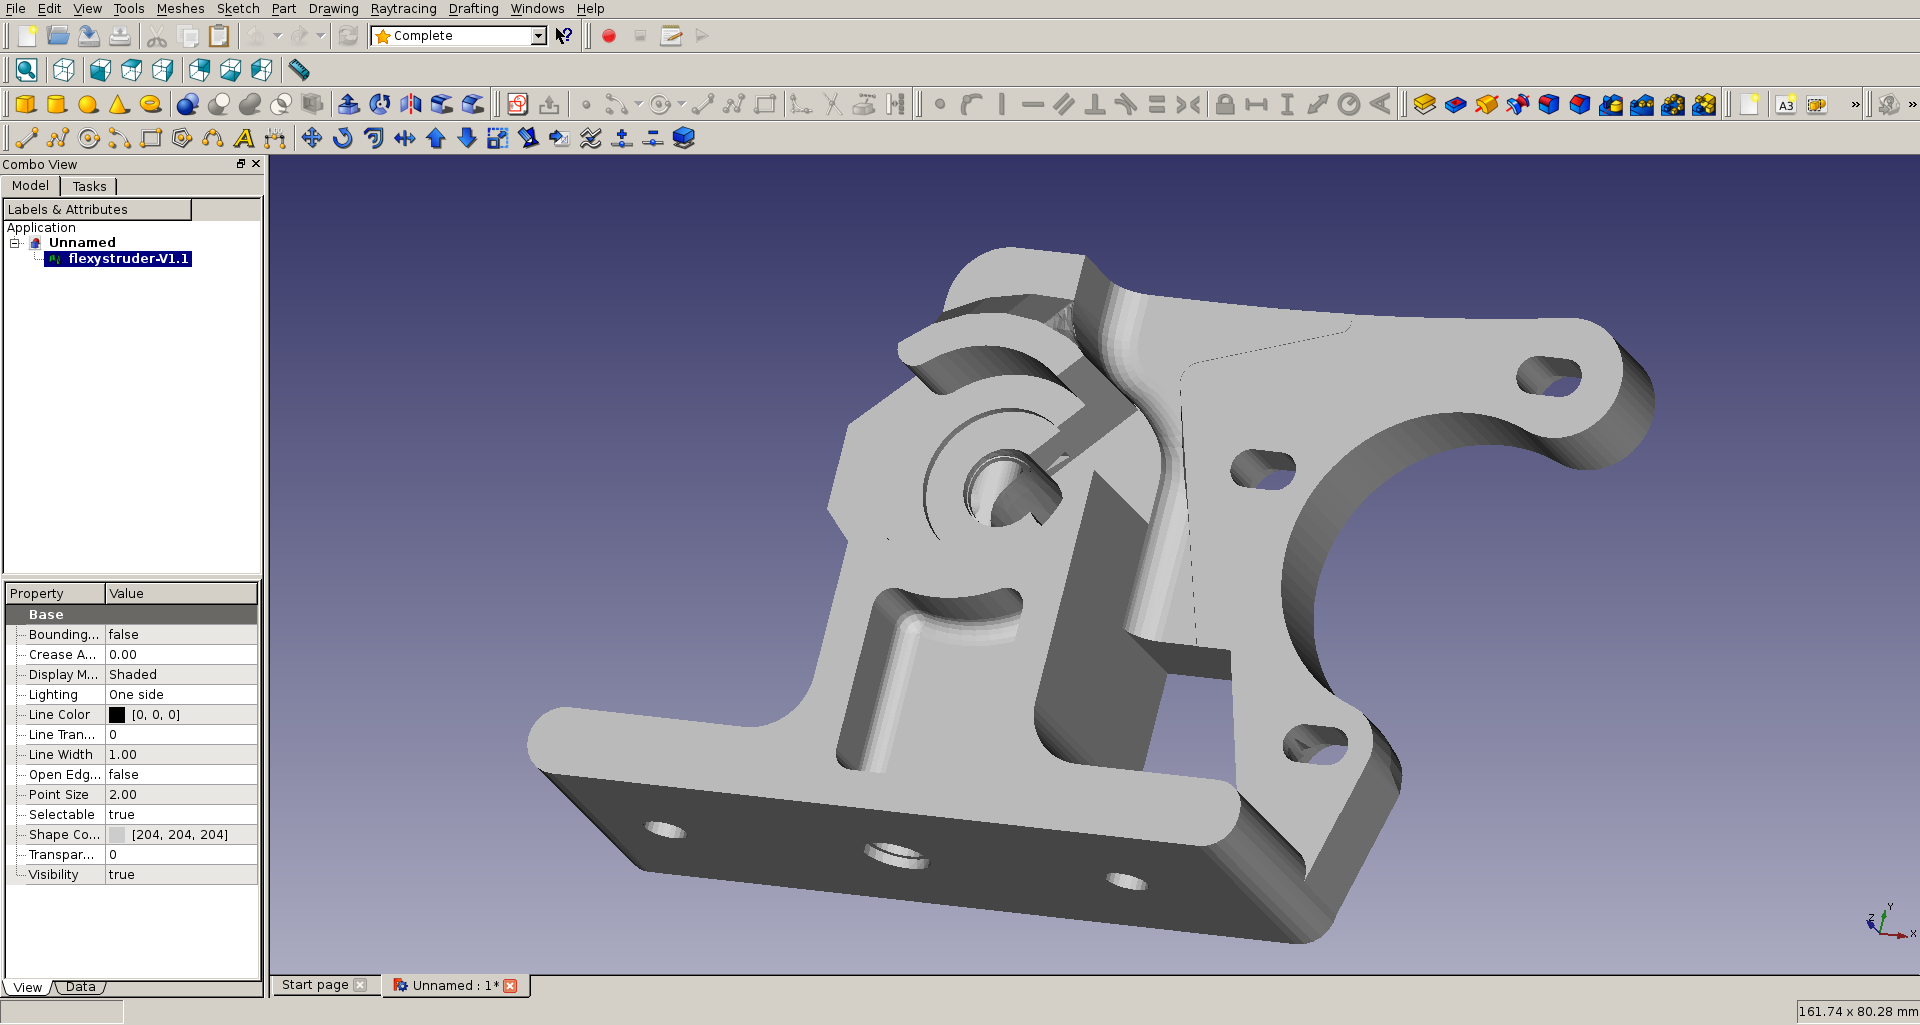 File Edit View Tools Meshes Sketch Part Drawing Raytracing Drafting Windows Help
Complete
A3
»
»
Combo View
Model Tasks
Labels & Attributes
Application
Unnamed
flexystruder-V1.1
Property Value
Base
Bounding... false
Crease A... 0.00
Display M... Shaded
Lighting One side
Line Color [0, 0, 0]
Line Tran... 0
Line Width 1.00
Open Edg... false
Point Size 2.00
Selectable true
Shape Co... [204, 204, 204]
Transpar... 0
Visibility true
View Data
Start page
Unnamed : 1*
Y
Z
X
161.74 x 80.28 mm